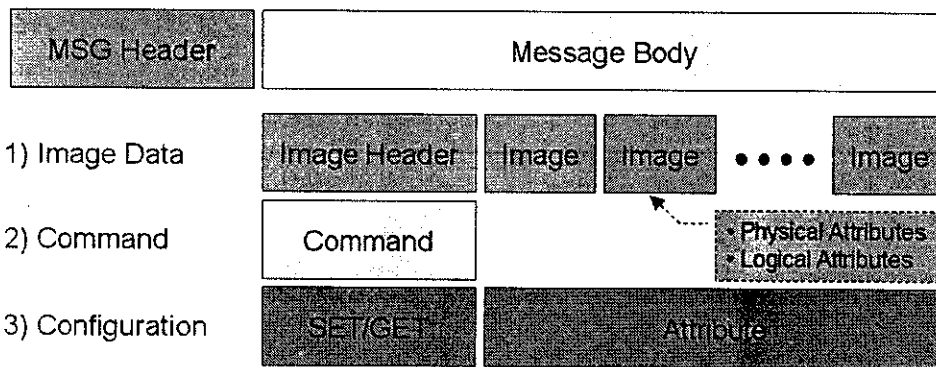 MSG Header Message Body
1) Image Data Image Header Image Image •••• Image
• Physical Attributes
• Logical Attributes
2) Command Command
3) Configuration SET/GET Attribute